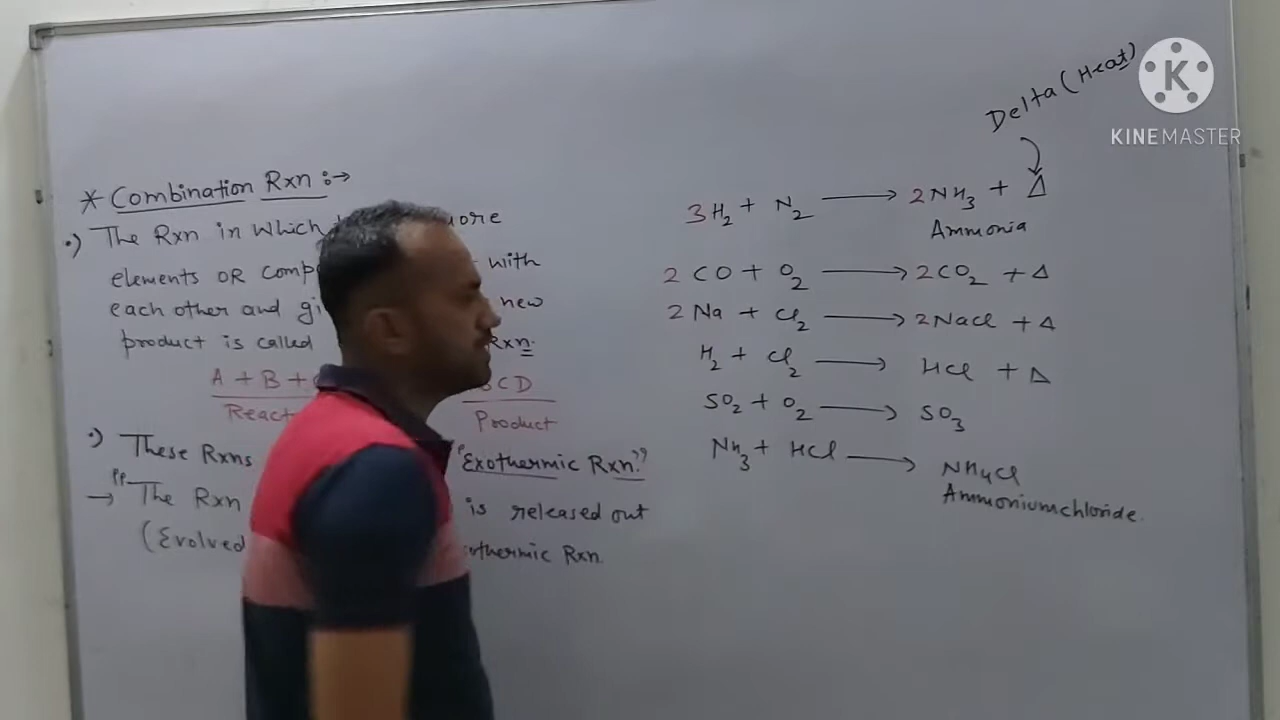 * Combination Rxn :→
•) The Rxn in which ore
elements OR comp with
each other and gi new
product is called Rxn.
A + B + CD
React Product
•) These Rxns "Exothermic Rxn."
→ "The Rxn is released out
(Evolved othermic Rxn.
Delta (Heat)
3H₂ + N₂ → 2NH₃ + Δ
Ammonia
2CO + O₂ → 2CO₂ + Δ
2Na + Cl₂ → 2NaCl + Δ
H₂ + Cl₂ → HCl + Δ
SO₂ + O₂ → SO₃
NH₃ + HCl → NH₄Cl
Ammoniumchloride.
K
KINEMASTER